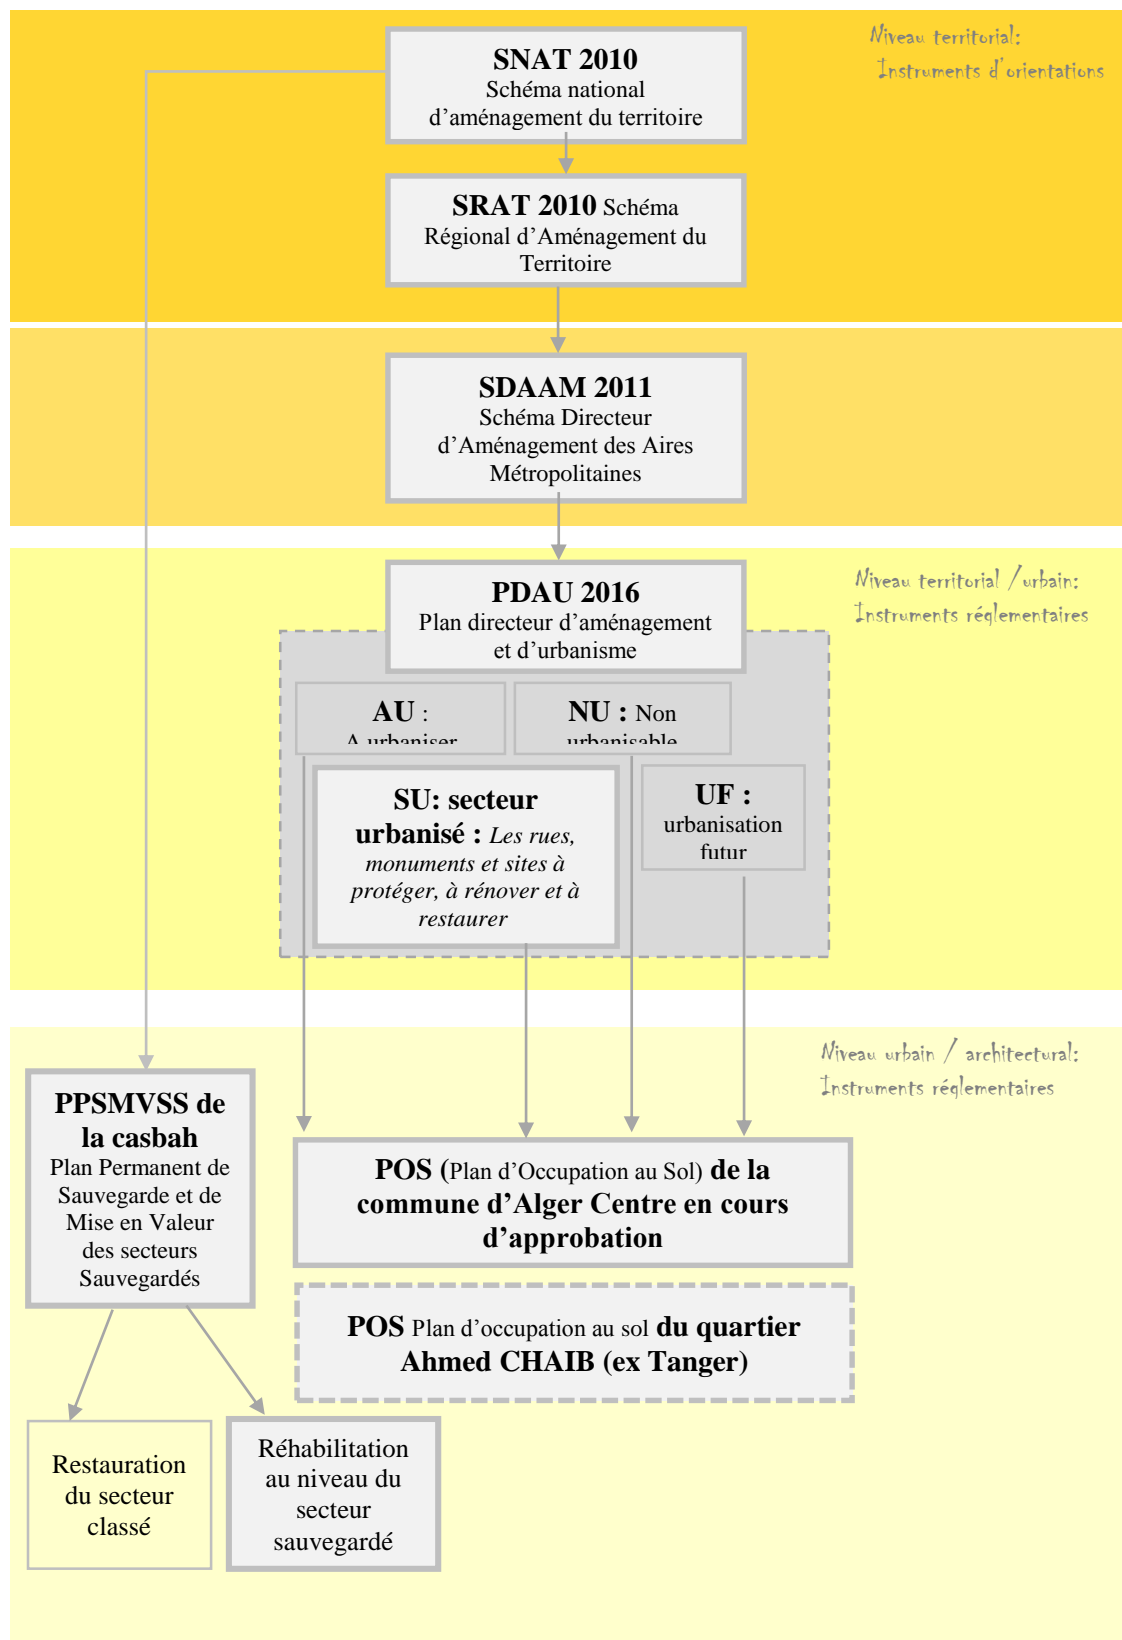 Niveau territorial:
Instruments d'orientations
SNAT 2010
Schéma national
d'aménagement du territoire
SRAT 2010 Schéma
Régional d'Aménagement du
Territoire
SDAAM 2011
Schéma Directeur
d'Aménagement des Aires
Métropolitaines
Niveau territorial / urbain:
Instruments réglementaires
PDAU 2016
Plan directeur d'aménagement
et d'urbanisme
AU :
A urbaniser
NU : Non
urbanisable
SU: secteur
urbanisé : Les rues,
monuments et sites à
protéger, à rénover et à
restaurer
UF :
urbanisation
futur
Niveau urbain / architectural:
Instruments réglementaires
PPSMVSS de
la casbah
Plan Permanent de
Sauvegarde et de
Mise en Valeur
des secteurs
Sauvegardés
POS (Plan d'Occupation au Sol) de la
commune d'Alger Centre en cours
d'approbation
POS Plan d'occupation au sol du quartier
Ahmed CHAIB (ex Tanger)
Restauration
du secteur
classé
Réhabilitation
au niveau du
secteur
sauvegardé